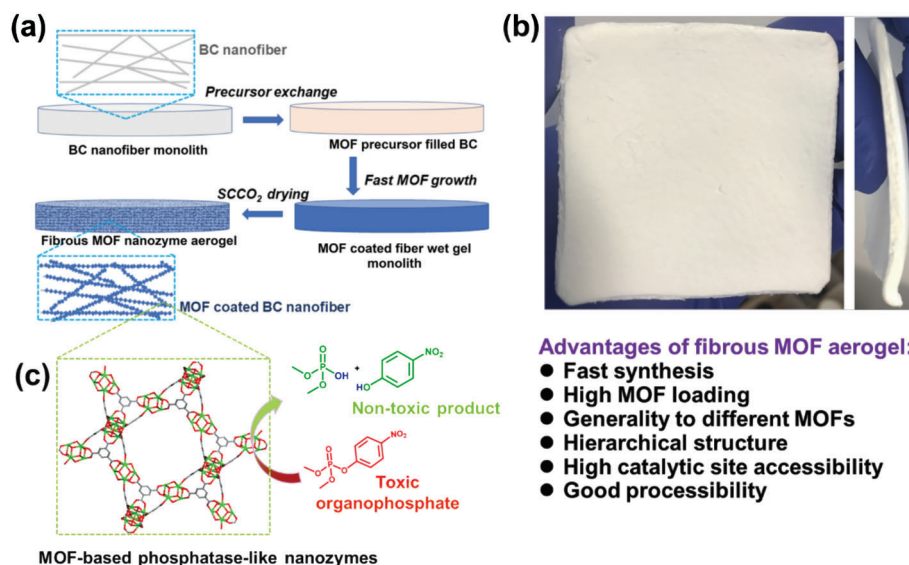 (a)
BC nanofiber
Precursor exchange
BC nanofiber monolith
MOF precursor filled BC
Fast MOF growth
SCCO₂ drying
Fibrous MOF nanozyme aerogel
MOF coated fiber wet gel
monolith
MOF coated BC nanofiber
(b)
Advantages of fibrous MOF aerogel:
● Fast synthesis
● High MOF loading
● Generality to different MOFs
● Hierarchical structure
● High catalytic site accessibility
● Good processibility
(c)
O
O P OH
O
+
NO₂
HO
Non-toxic product
NO₂
O
O P O
O
Toxic
organophosphate
MOF-based phosphatase-like nanozymes